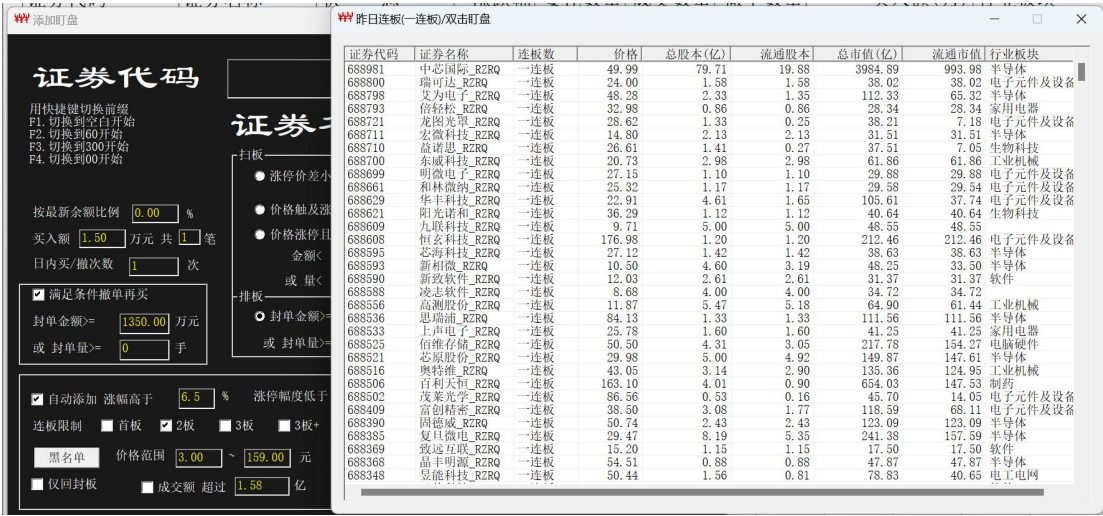 添加盯盘
证券代码
用快捷键切换前缀
F1. 切换到空白开始
F2. 切换到60开始
F3. 切换到300开始
F4. 切换到00开始
证券
扫板
涨停价差小
价格触及涨
价格涨停且
金额<
或 量<
按最新余额比例 0.00 %
买入额 1.50 万元 共 1 笔
日内买/撤次数 1 次
满足条件撤单再买
封单金额>= 1350.00 万元
或 封单量>= 0 手
排板
封单金额>=
或 封单量>=
自动添加 涨幅高于 6.5 % 涨停幅度低于
连板限制 首板 2板 3板 3板+
黑名单 价格范围 3.00 ~ 159.00 元
仅回封板 成交额 超过 1.58 亿
昨日连板(一连板)/双击盯盘
证券代码 证券名称 连板数 价格 总股本(亿) 流通股本 总市值(亿) 流通市值 行业板块
688981 中芯国际_RZRQ 一连板 49.99 79.71 19.88 3984.89 993.98 半导体
688800 瑞可达_RZRQ 一连板 24.00 1.58 1.58 38.02 38.02 电子元件及设备
688798 艾为电子_RZRQ 一连板 48.28 2.33 1.35 112.33 65.32 半导体
688793 倍轻松_RZRQ 一连板 32.98 0.86 0.86 28.34 28.34 家用电器
688721 龙图光罩_RZRQ 一连板 28.62 1.33 0.25 38.21 7.18 电子元件及设备
688711 宏微科技_RZRQ 一连板 14.80 2.13 2.13 31.51 31.51 半导体
688710 益诺思_RZRQ 一连板 26.61 1.41 0.27 37.51 7.05 生物科技
688700 东威科技_RZRQ 一连板 20.73 2.98 2.98 61.86 61.86 工业机械
688699 明微电子_RZRQ 一连板 27.15 1.10 1.10 29.88 29.88 电子元件及设备
688661 和林微纳_RZRQ 一连板 25.32 1.17 1.17 29.58 29.54 电子元件及设备
688629 华丰科技_RZRQ 一连板 22.91 4.61 1.65 105.61 37.74 电子元件及设备
688621 阳光诺和_RZRQ 一连板 36.29 1.12 1.12 40.64 40.64 生物科技
688609 九联科技_RZRQ 一连板 9.71 5.00 5.00 48.55 48.55
688608 恒玄科技_RZRQ 一连板 176.98 1.20 1.20 212.46 212.46 电子元件及设备
688595 芯海科技_RZRQ 一连板 27.12 1.42 1.42 38.63 38.63 半导体
688593 新相微_RZRQ 一连板 10.50 4.60 3.19 48.25 33.50 半导体
688590 新致软件_RZRQ 一连板 12.03 2.61 2.61 31.37 31.37 软件
688588 凌志软件_RZRQ 一连板 8.68 4.00 4.00 34.72 34.72
688556 高测股份_RZRQ 一连板 11.87 5.47 5.18 64.90 61.44 工业机械
688536 思瑞浦_RZRQ 一连板 84.13 1.33 1.33 111.56 111.56 半导体
688533 上声电子_RZRQ 一连板 25.78 1.60 1.60 41.25 41.25 家用电器
688525 佰维存储_RZRQ 一连板 50.50 4.31 3.05 217.78 154.27 电脑硬件
688521 芯原股份_RZRQ 一连板 29.98 5.00 4.92 149.87 147.61 半导体
688516 奥特维_RZRQ 一连板 43.05 3.14 2.90 135.36 124.95 工业机械
688506 百利天恒_RZRQ 一连板 163.10 4.01 0.90 654.03 147.53 制药
688502 茂莱光学_RZRQ 一连板 86.56 0.53 0.16 45.70 14.05 电子元件及设备
688409 富创精密_RZRQ 一连板 38.50 3.08 1.77 118.59 68.11 电子元件及设备
688390 固德威_RZRQ 一连板 50.74 2.43 2.43 123.09 123.09 半导体
688385 复旦微电_RZRQ 一连板 29.47 8.19 5.35 241.38 157.59 半导体
688369 致远互联_RZRQ 一连板 15.20 1.15 1.15 17.50 17.50 软件
688368 晶丰明源_RZRQ 一连板 54.51 0.88 0.88 47.87 47.87 半导体
688348 昱能科技_RZRQ 一连板 50.44 1.56 0.81 78.83 40.65 电工电网